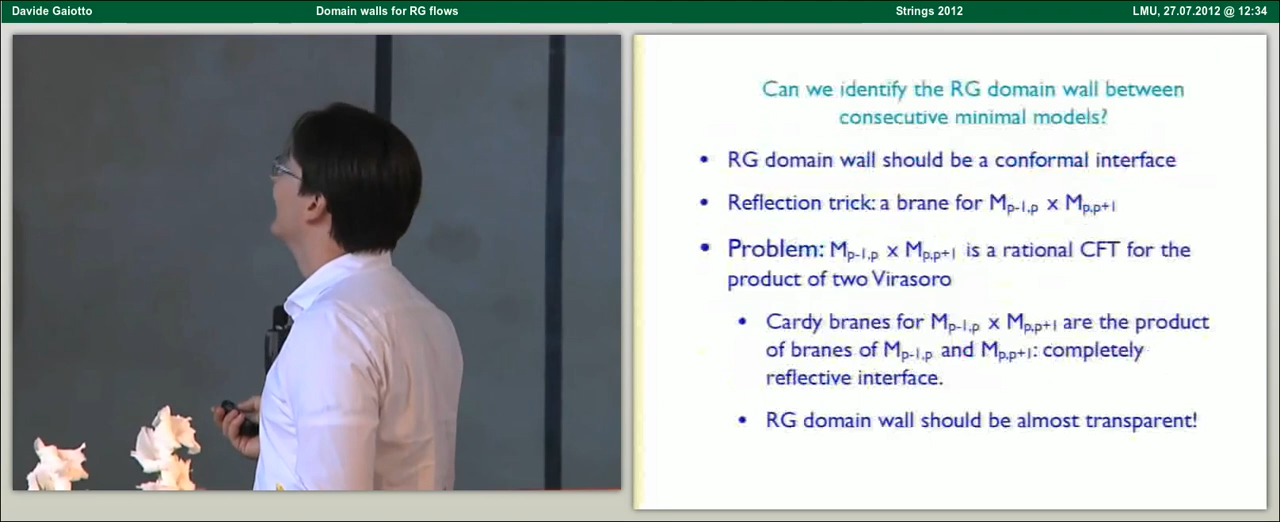 Davide Gaiotto Domain walls for RG flows Strings 2012 LMU, 27.07.2012 @ 12:34
Can we identify the RG domain wall between
consecutive minimal models?
• RG domain wall should be a conformal interface
• Reflection trick: a brane for Mp-1,p x Mp,p+1
• Problem: Mp-1,p x Mp,p+1 is a rational CFT for the
product of two Virasoro
• Cardy branes for Mp-1,p x Mp,p+1 are the product
of branes of Mp-1,p and Mp,p+1: completely
reflective interface.
• RG domain wall should be almost transparent!